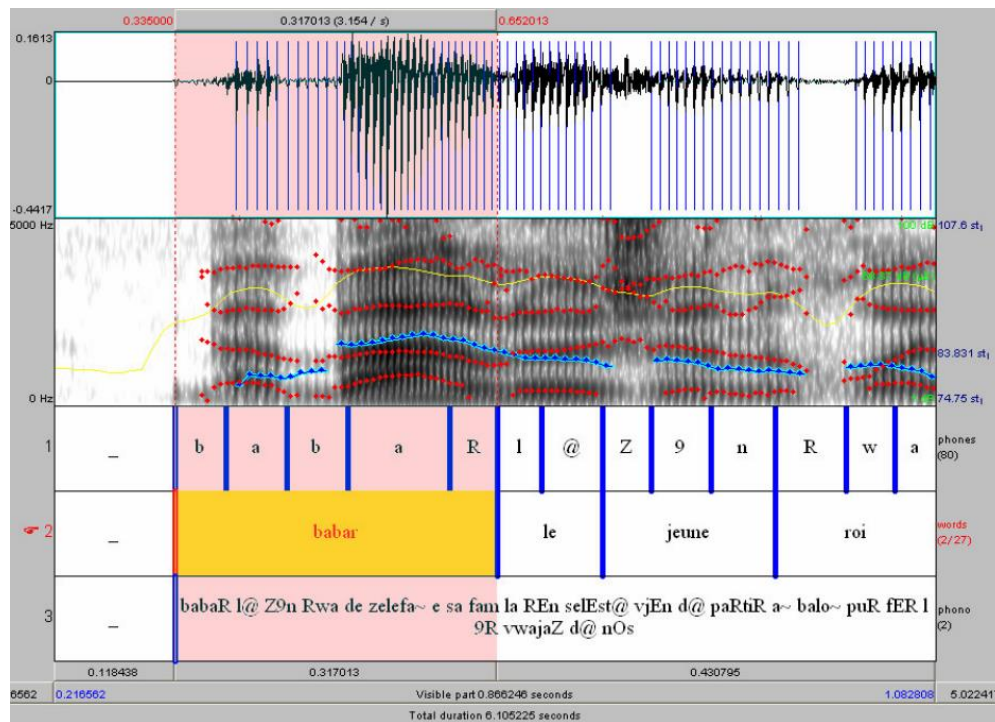 0.335000 0.317013 (3.154 / s) 0.652013
0.1613
0
-0.4417
5000 Hz 107.6 st
83.831 st
0 Hz 74.75 st
1 _ b a b a R l @ Z 9 n R w a phones
(80)
2 _ babar le jeune roi words
(2/27)
3 _ babaR l@ Z9n Rwa de zelefa~ e sa fam la REn selEst@ vjEn d@ paRtiR a~ balo~ puR fER l phono
9R vwajaZ d@ nOs (2)
0.118438 0.317013 0.430795
6562 0.216562 Visible part 0.866246 seconds 1.082808 5.022417
Total duration 6.105225 seconds